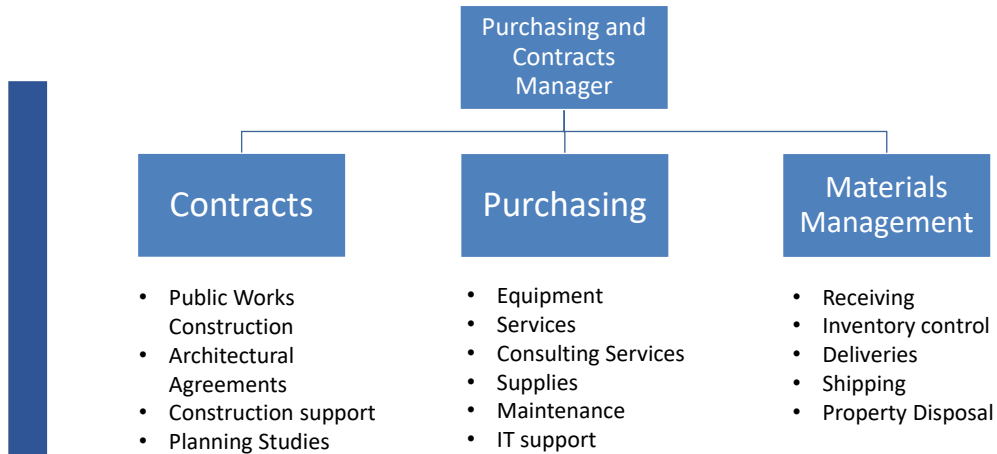 Purchasing and
Contracts
Manager
Contracts
Purchasing
Materials
Management
• Public Works
Construction
• Architectural
Agreements
• Construction support
• Planning Studies
• Equipment
• Services
• Consulting Services
• Supplies
• Maintenance
• IT support
• Receiving
• Inventory control
• Deliveries
• Shipping
• Property Disposal